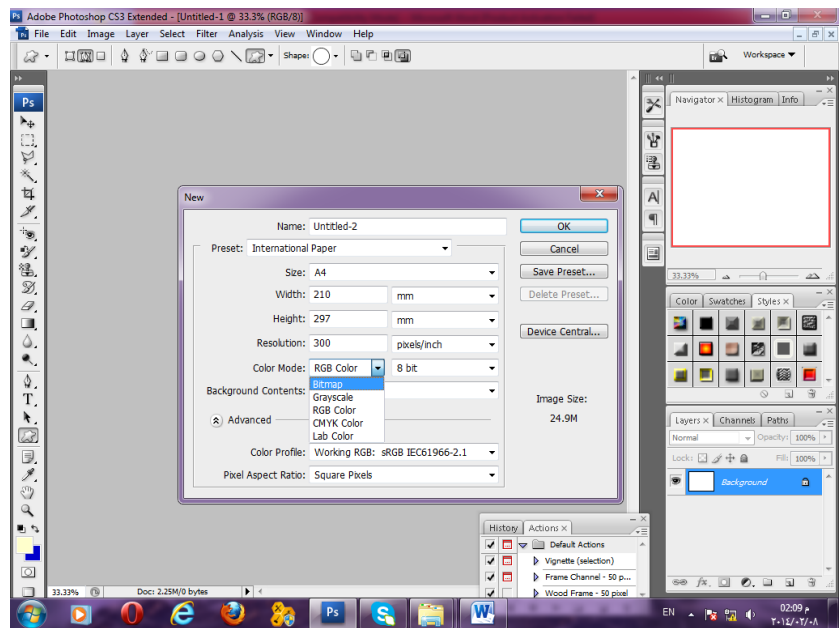 Adobe Photoshop CS3 Extended - [Untitled-1 @ 33.3% (RGB/8)]
File Edit Image Layer Select Filter Analysis View Window Help
Shape:
Workspace
Ps
Navigator x Histogram Info
New
Name: Untitled-2
OK
Preset: International Paper
Cancel
Size: A4
Save Preset...
Width: 210 mm
Delete Preset...
Height: 297 mm
Resolution: 300 pixels/inch
Device Central...
Color Mode: RGB Color 8 bit
Bitmap
Grayscale
RGB Color
CMYK Color
Lab Color
Background Contents:
Image Size:
24.9M
Advanced
Color Profile: Working RGB: sRGB IEC61966-2.1
Pixel Aspect Ratio: Square Pixels
33.33%
Color Swatches Styles x
Layers x Channels Paths
Normal Opacity: 100%
Lock: Fill: 100%
Background
History Actions x
Default Actions
Vignette (selection)
Frame Channel - 50 p...
Wood Frame - 50 pixel
33.33% Doc: 2.25M/0 bytes
Ps
EN
02:09 م
٢٠١٤/٠٢/٠٨